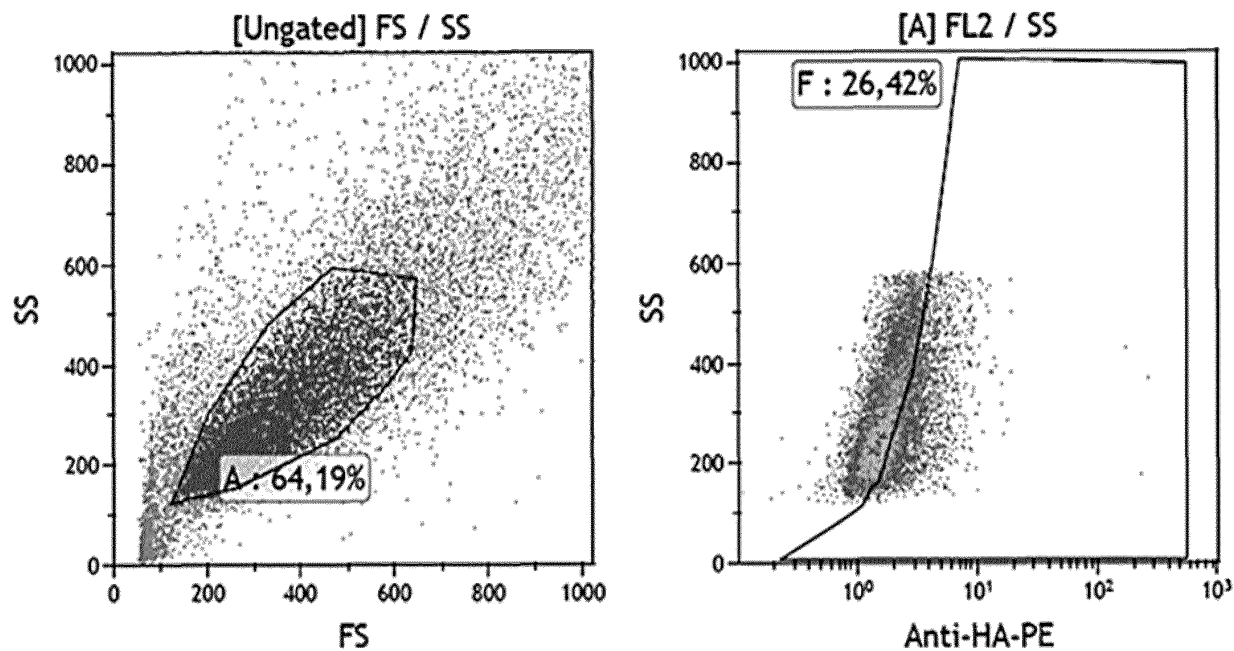 [Ungated] FS / SS
1000
800
600
400
200
0
SS
A : 64,19%
0 200 400 600 800 1000
FS
[A] FL2 / SS
1000
800
600
400
200
0
SS
F : 26,42%
10⁰ 10¹ 10² 10³
Anti-HA-PE